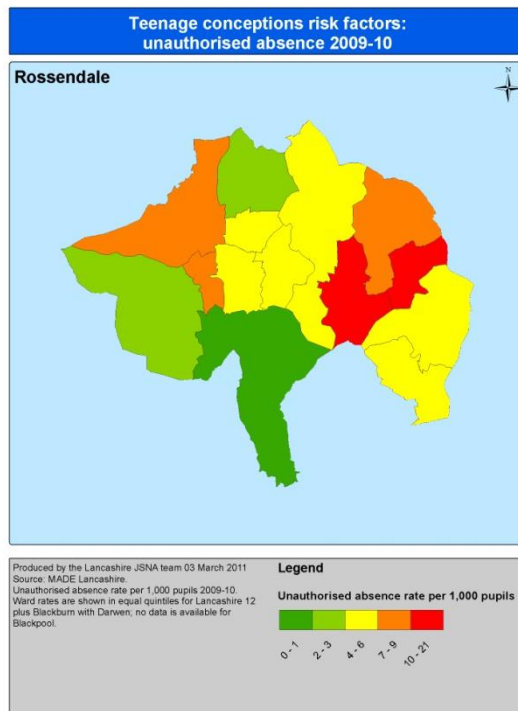 Teenage conceptions risk factors:
unauthorised absence 2009-10
Rossendale
N
Produced by the Lancashire JSNA team 03 March 2011
Source: MADE Lancashire.
Unauthorised absence rate per 1,000 pupils 2009-10.
Ward rates are shown in equal quintiles for Lancashire 12
plus Blackburn with Darwen; no data is available for
Blackpool.
Legend
Unauthorised absence rate per 1,000 pupils
0 - 1
2 - 3
4 - 6
7 - 9
10 - 21